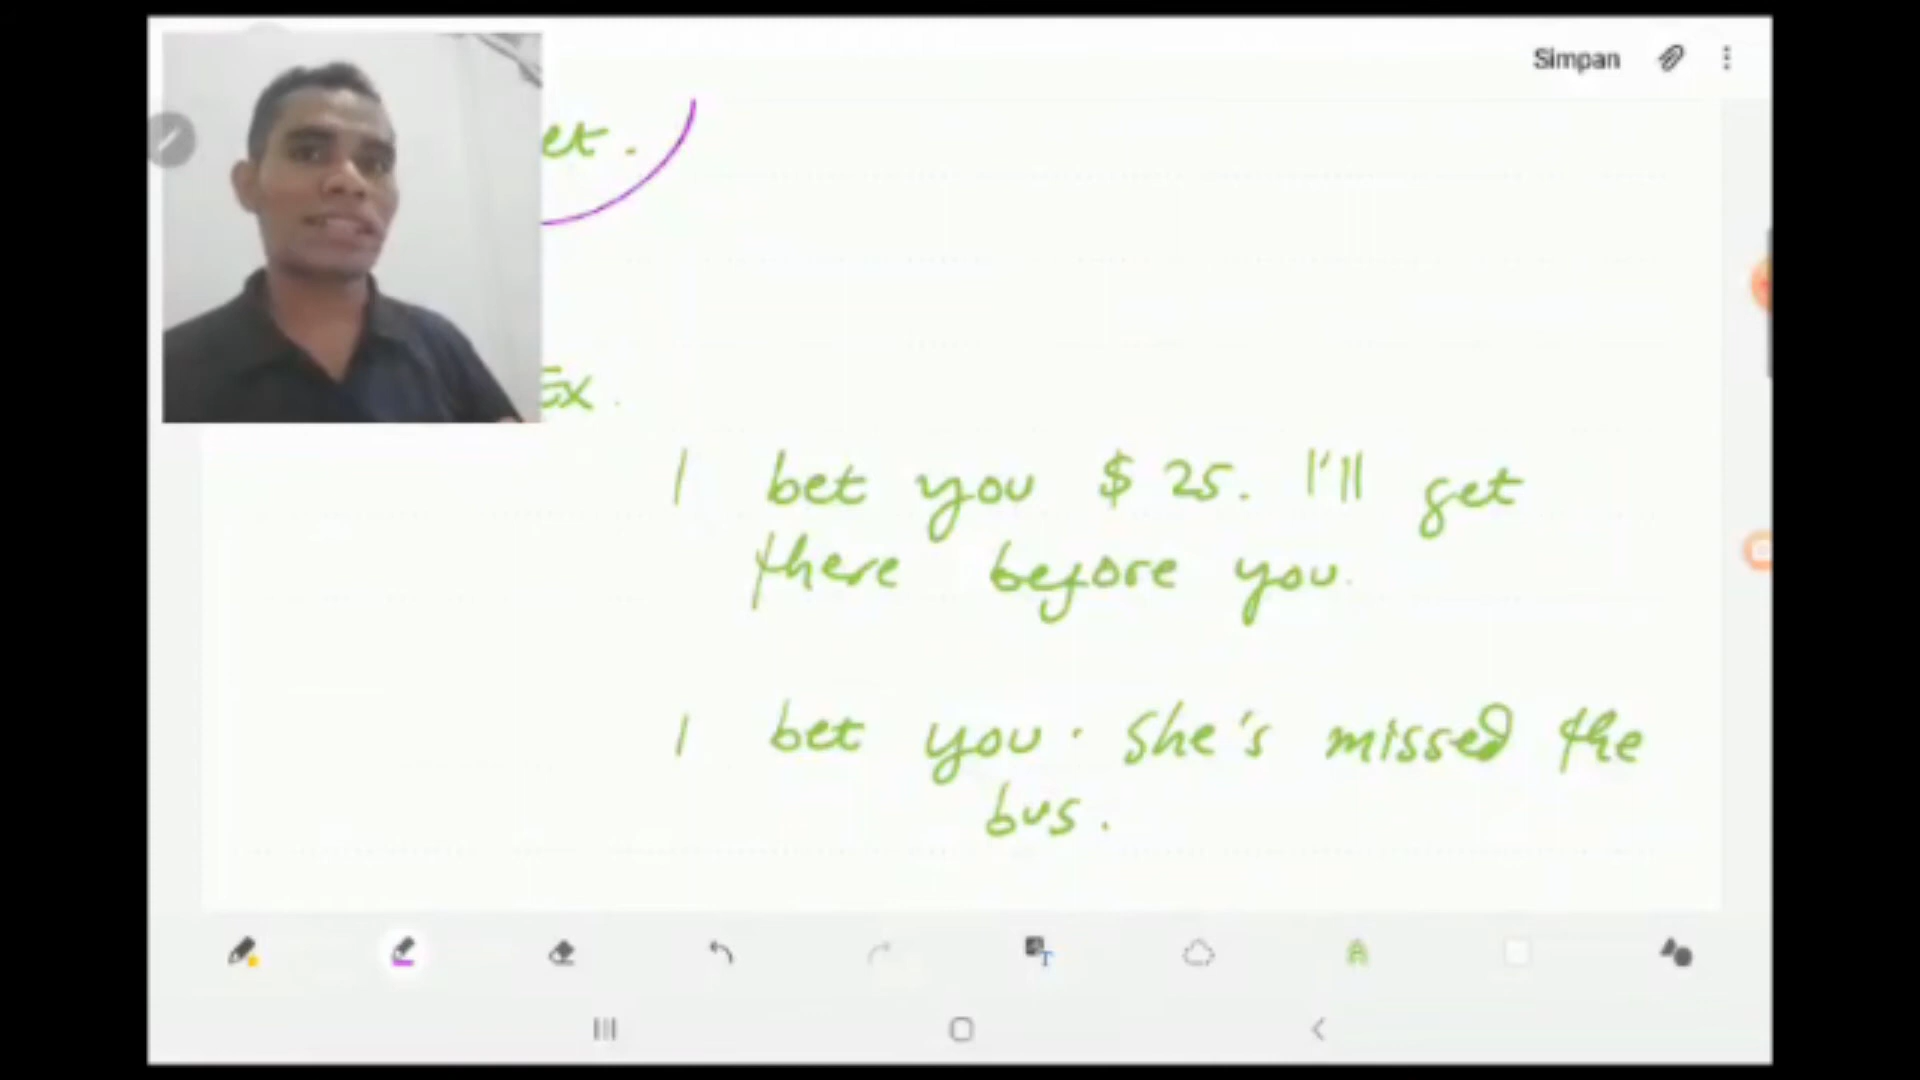 Simpan
et.
Ex.
I bet you $ 25. I'll get
there before you.
I bet you. She's missed the
bus.